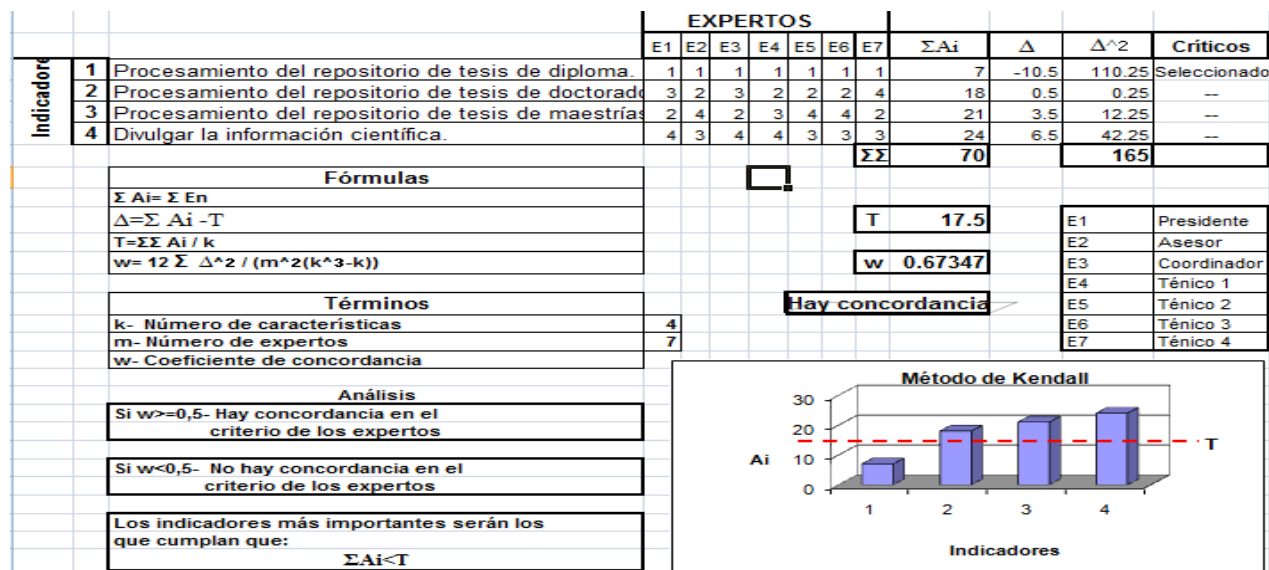 EXPERTOS
E1 E2 E3 E4 E5 E6 E7 ΣAi Δ Δ^2 Críticos
Indicadore
1 Procesamiento del repositorio de tesis de diploma. 1 1 1 1 1 1 1 7 -10.5 110.25 Seleccionado
2 Procesamiento del repositorio de tesis de doctorado 3 2 3 2 2 2 4 18 0.5 0.25 --
3 Procesamiento del repositorio de tesis de maestrías 2 4 2 3 4 4 2 21 3.5 12.25 --
4 Divulgar la información científica. 4 3 4 4 3 3 3 24 6.5 42.25 --
ΣΣ 70 165
Fórmulas
Σ Ai= Σ En
Δ=Σ Ai -T
T=ΣΣ Ai / k
w= 12 Σ Δ^2 / (m^2(k^3-k))
T 17.5
w 0.67347
Hay concordancia
E1 Presidente
E2 Asesor
E3 Coordinador
E4 Ténico 1
E5 Ténico 2
E6 Ténico 3
E7 Ténico 4
Términos
k- Número de características 4
m- Número de expertos 7
w- Coeficiente de concordancia
Análisis
Si w>=0,5- Hay concordancia en el
criterio de los expertos
Si w<0,5- No hay concordancia en el
criterio de los expertos
Los indicadores más importantes serán los
que cumplan que:
ΣAi<T
Método de Kendall
30
20
10
0
Ai
T
1 2 3 4
Indicadores